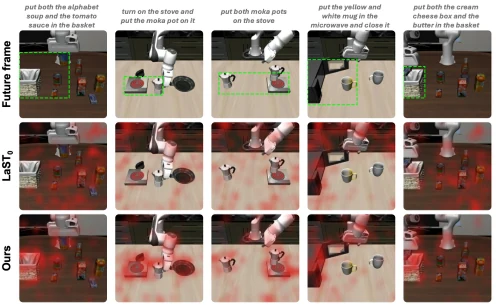 put both the alphabet
soup and the tomato
sauce in the basket
turn on the stove and
put the moka pot on it
put both moka pots
on the stove
put the yellow and
white mug in the
microwave and close it
put both the cream
cheese box and the
butter in the basket
Future frame
LaST₀
Ours